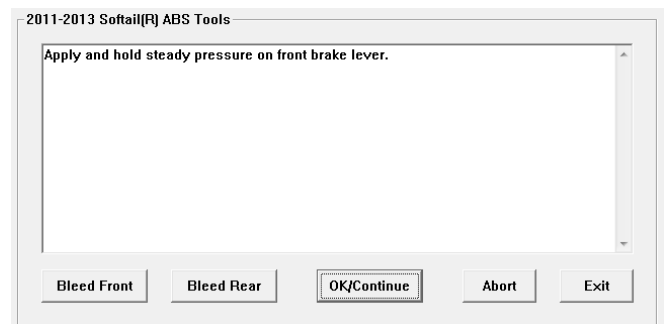 2011-2013 Softail(R) ABS Tools
Apply and hold steady pressure on front brake lever.
Bleed Front Bleed Rear OK/Continue Abort Exit